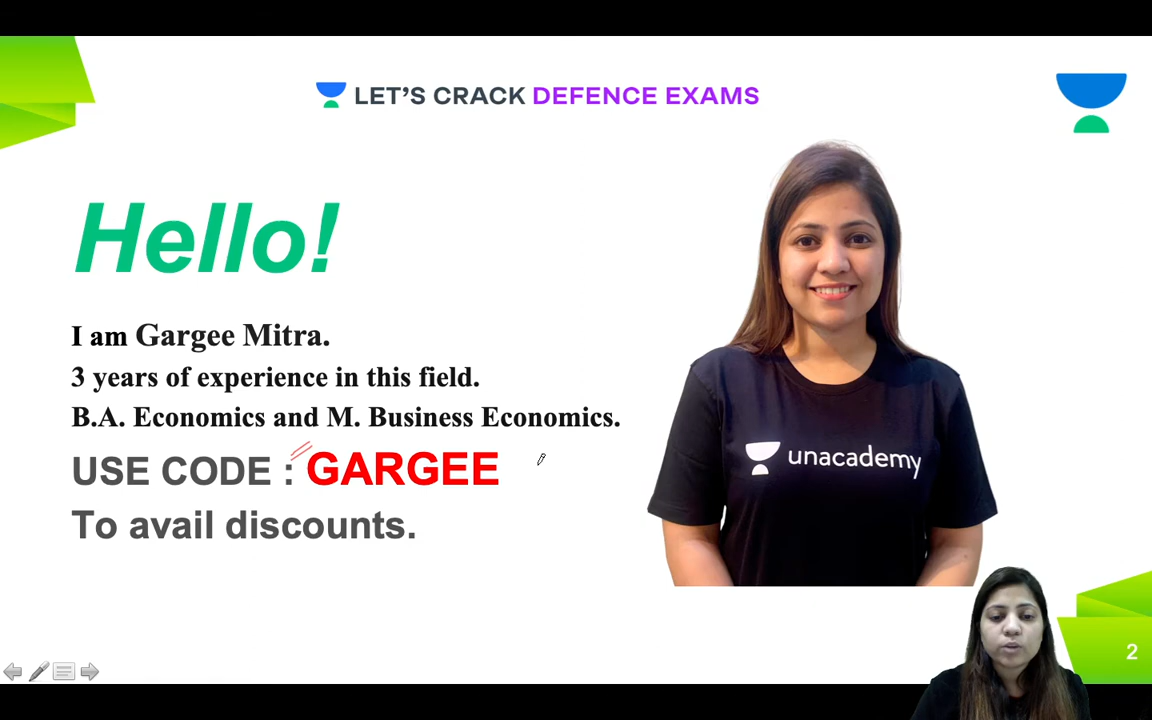 LET'S CRACK DEFENCE EXAMS
Hello!
I am Gargee Mitra.
3 years of experience in this field.
B.A. Economics and M. Business Economics.
USE CODE : GARGEE
To avail discounts.
unacademy
2